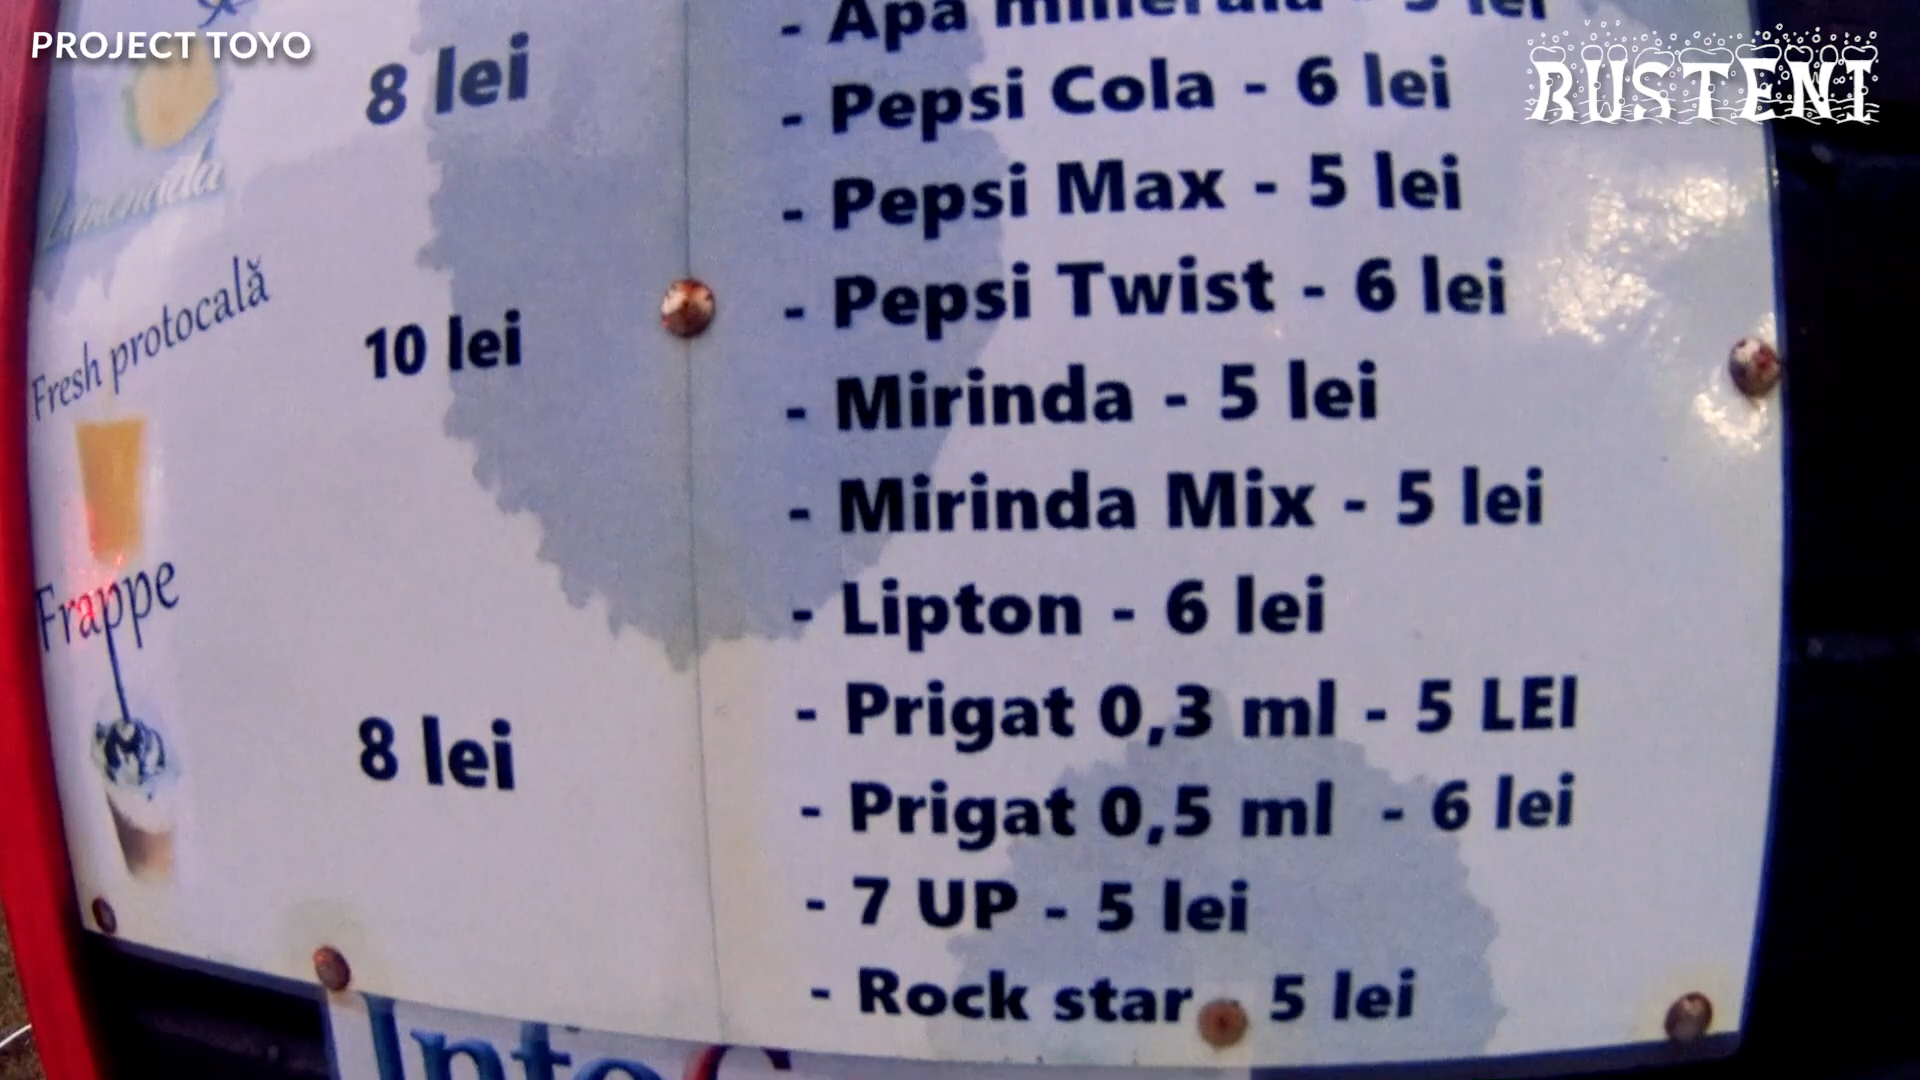 PROJECT TOYO
BUSTENI
8 lei
Limonada
Fresh protocală
10 lei
Frappe
8 lei
- Apa minerala - 5 lei
- Pepsi Cola - 6 lei
- Pepsi Max - 5 lei
- Pepsi Twist - 6 lei
- Mirinda - 5 lei
- Mirinda Mix - 5 lei
- Lipton - 6 lei
- Prigat 0,3 ml - 5 LEI
- Prigat 0,5 ml - 6 lei
- 7 UP - 5 lei
- Rock star 5 lei